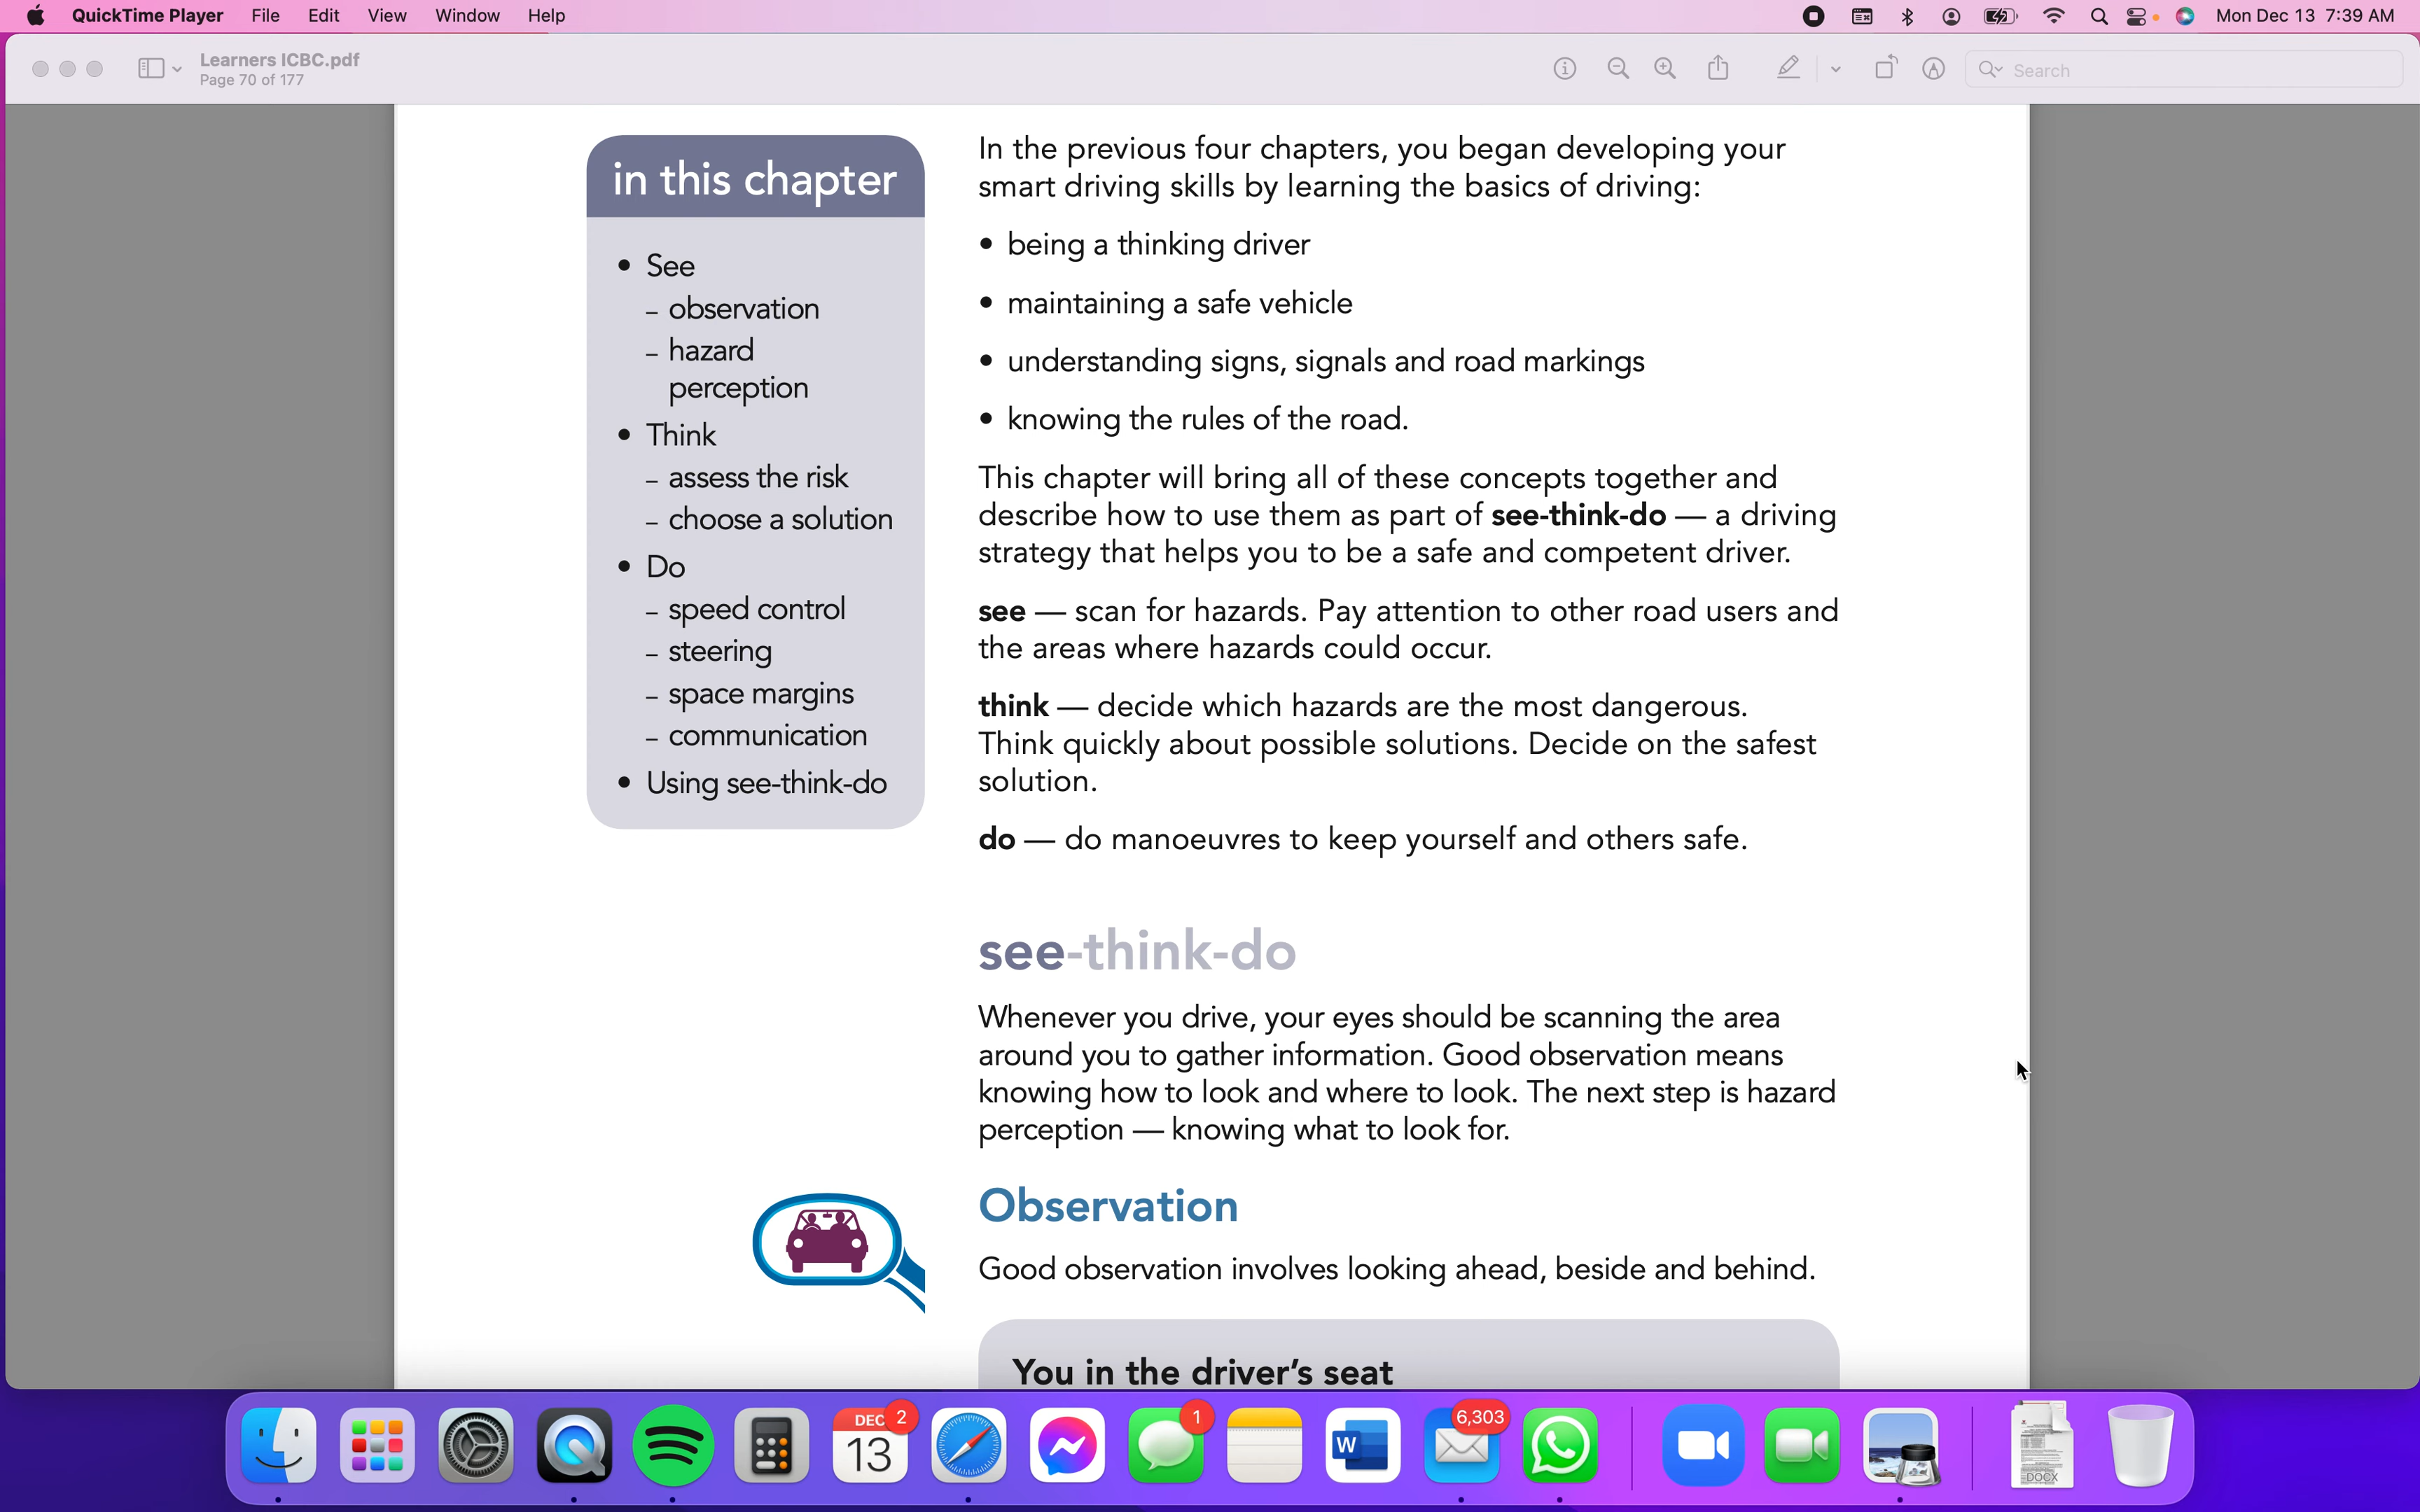 QuickTime Player File Edit View Window Help Mon Dec 13 7:39 AM
Learners ICBC.pdf
Page 70 of 177
Search
in this chapter
• See
– observation
– hazard
perception
• Think
– assess the risk
– choose a solution
• Do
– speed control
– steering
– space margins
– communication
• Using see-think-do
In the previous four chapters, you began developing your
smart driving skills by learning the basics of driving:
• being a thinking driver
• maintaining a safe vehicle
• understanding signs, signals and road markings
• knowing the rules of the road.
This chapter will bring all of these concepts together and
describe how to use them as part of see-think-do — a driving
strategy that helps you to be a safe and competent driver.
see — scan for hazards. Pay attention to other road users and
the areas where hazards could occur.
think — decide which hazards are the most dangerous.
Think quickly about possible solutions. Decide on the safest
solution.
do — do manoeuvres to keep yourself and others safe.
see-think-do
Whenever you drive, your eyes should be scanning the area
around you to gather information. Good observation means
knowing how to look and where to look. The next step is hazard
perception — knowing what to look for.
Observation
Good observation involves looking ahead, beside and behind.
You in the driver's seat
DEC 2
13
1
W
6,303
DOCX